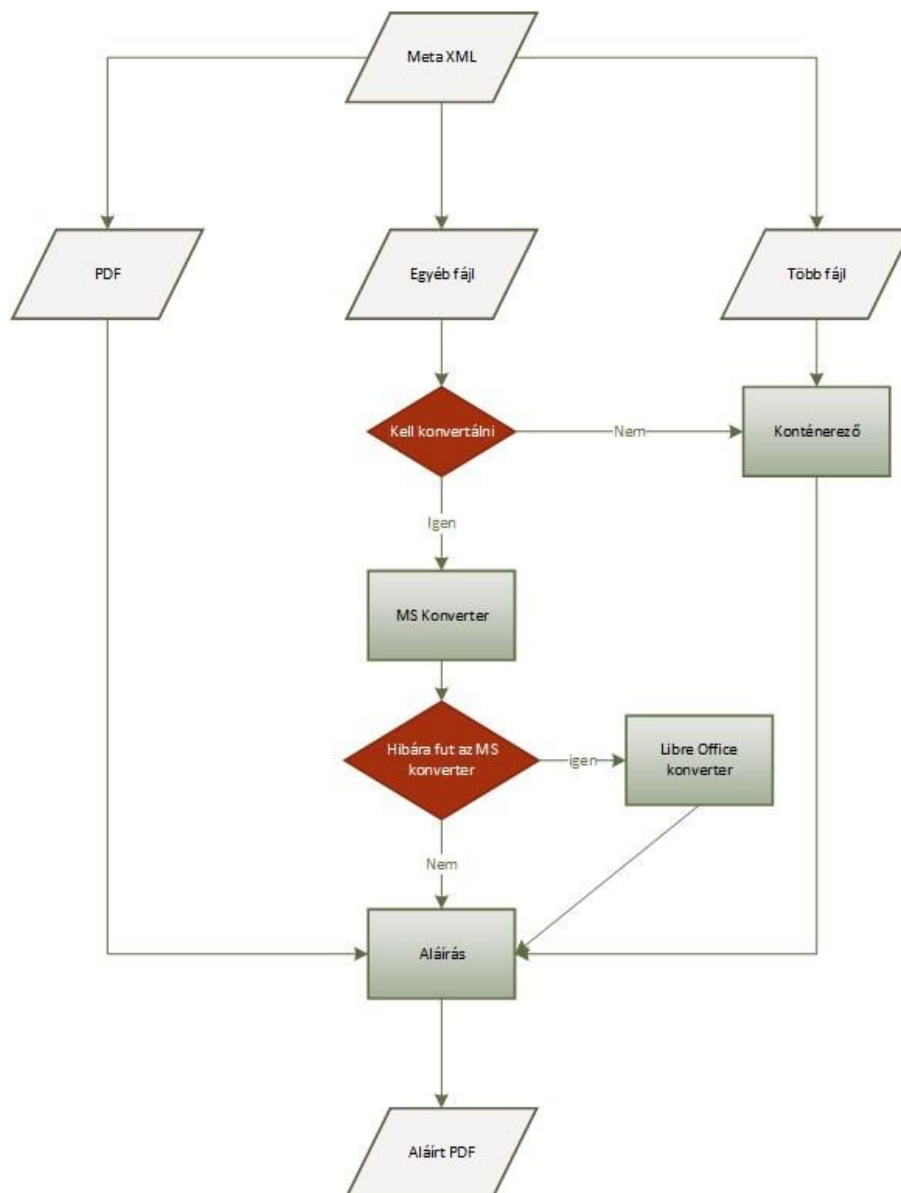 Meta XML
PDF
Egyéb fájl
Több fájl
Kell konvertálni
Nem
Konténerező
Igen
MS Konverter
Hibára fut az MS
konverter
igen
Libre Office
konverter
Nem
Aláírás
Aláírt PDF